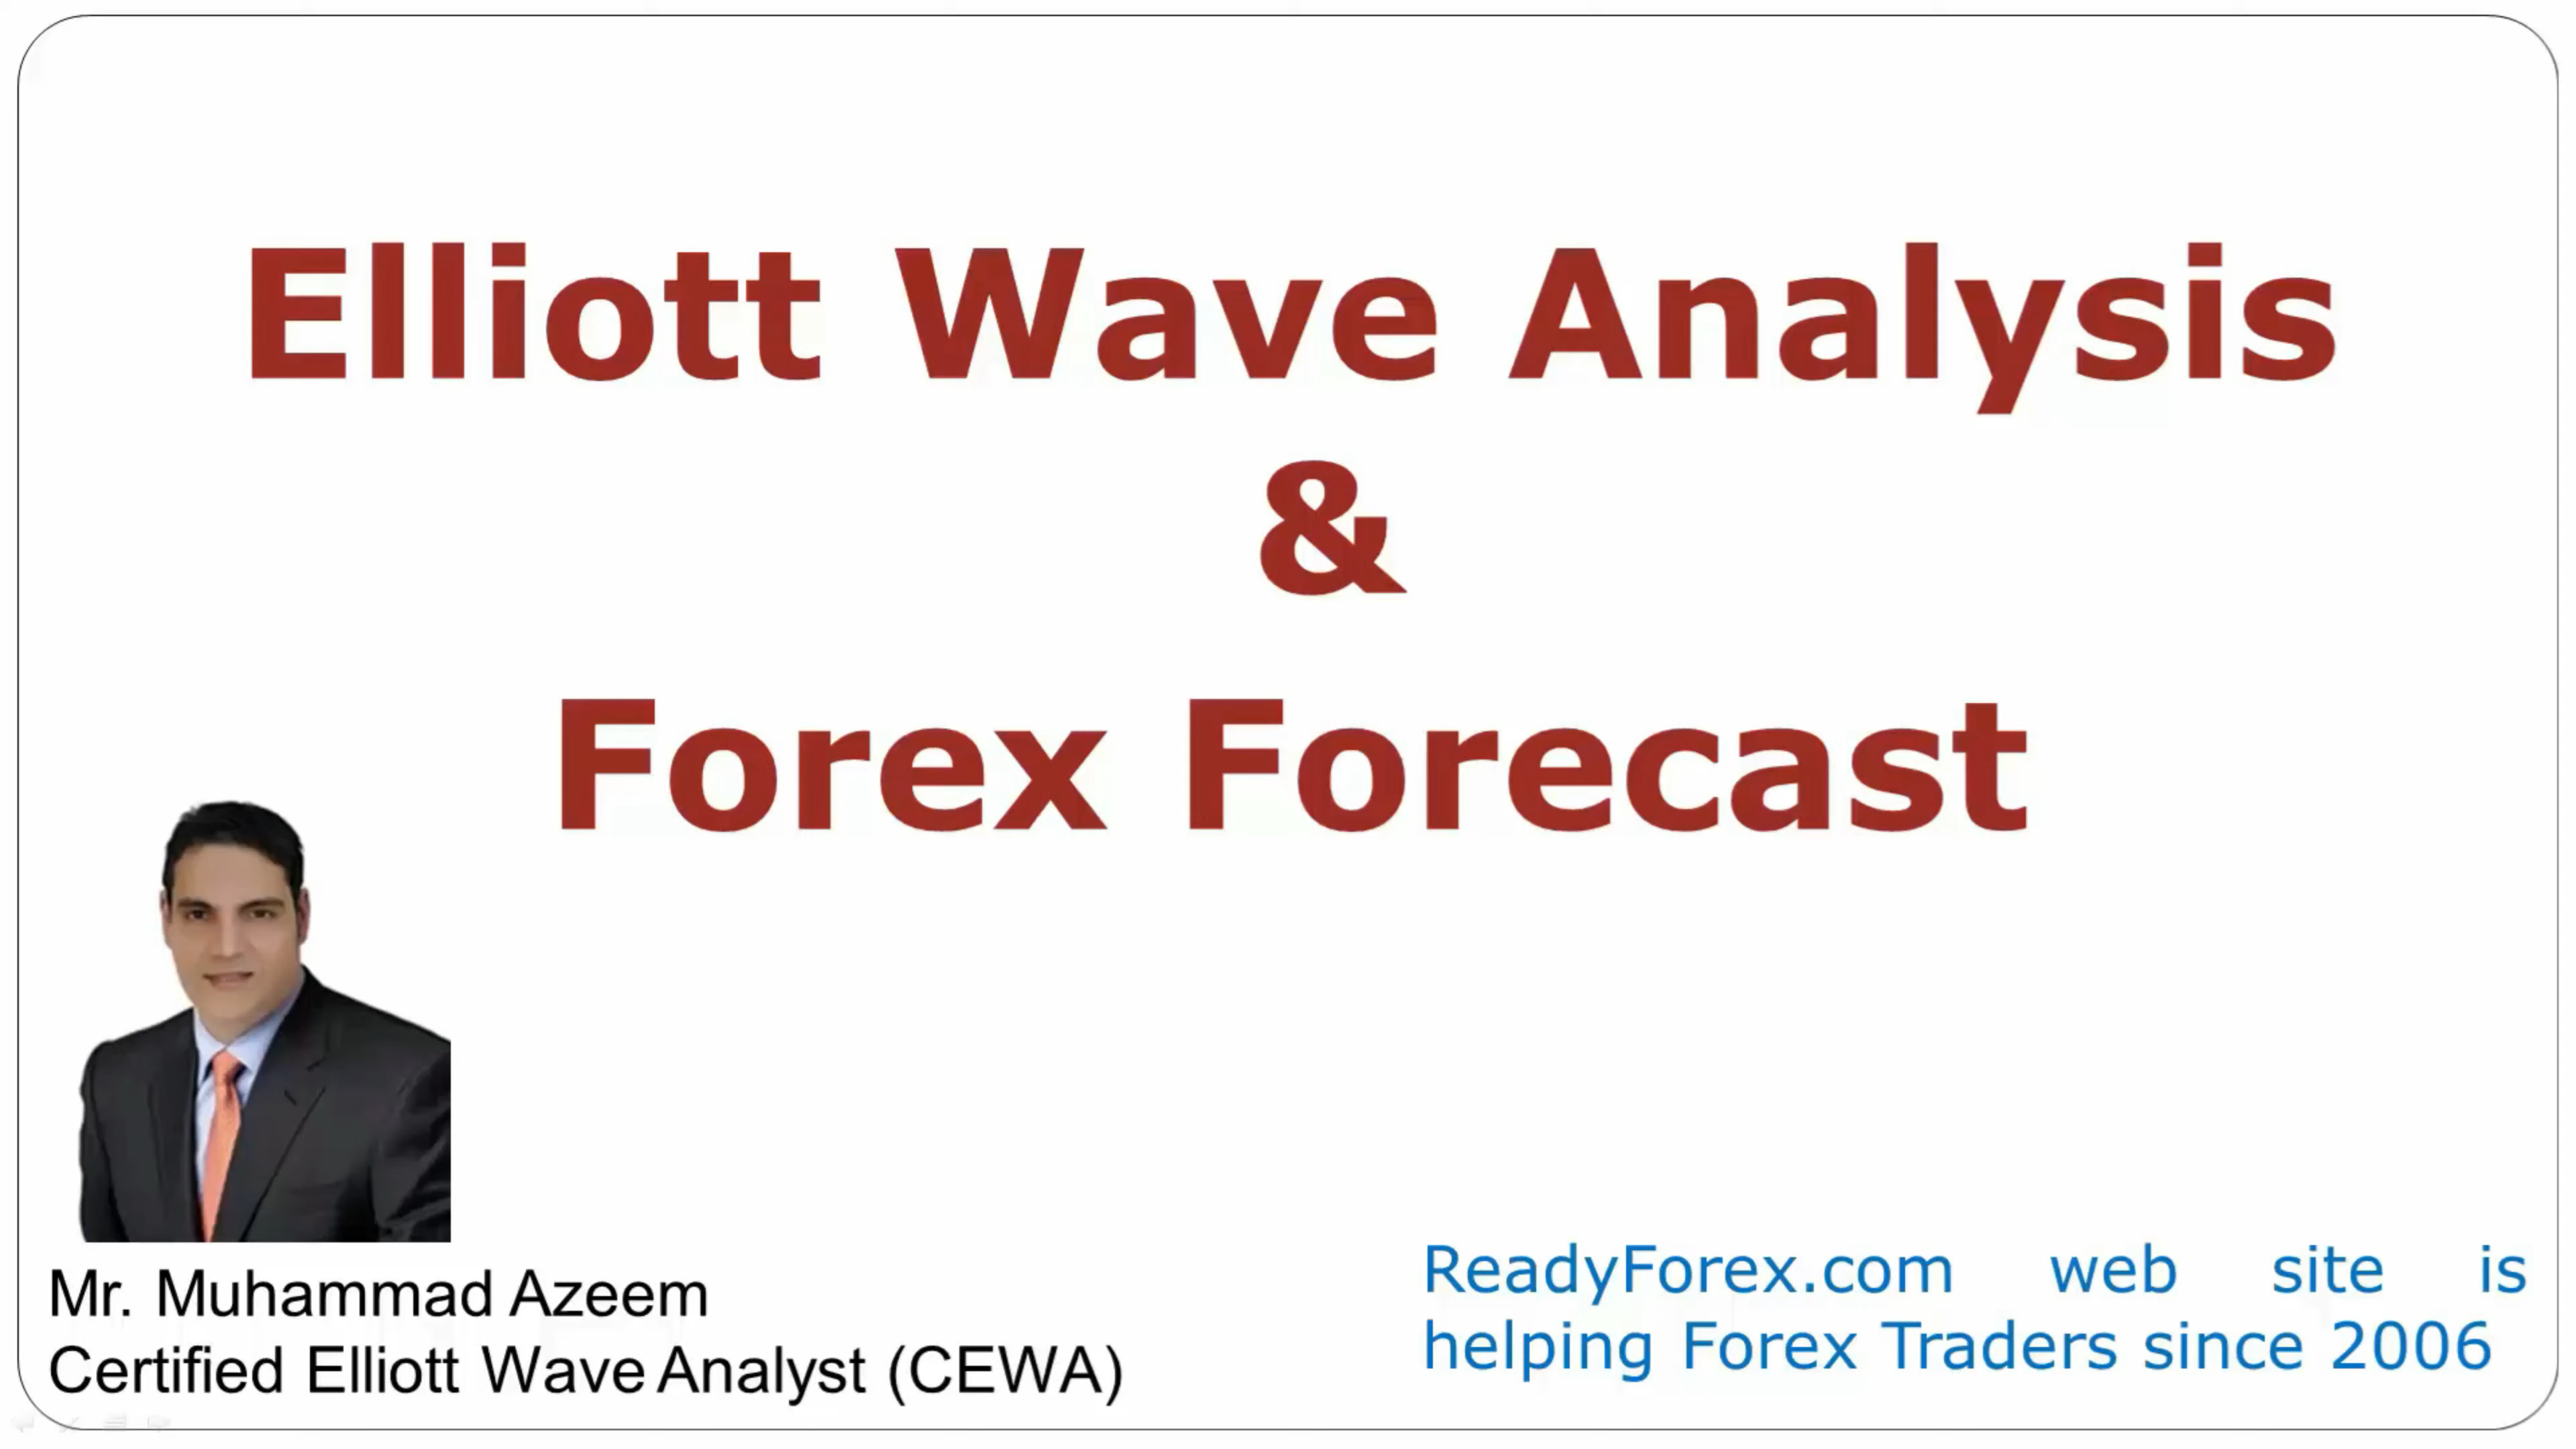 Elliott Wave Analysis
&
Forex Forecast
Mr. Muhammad Azeem
Certified Elliott Wave Analyst (CEWA)
ReadyForex.com web site is
helping Forex Traders since 2006